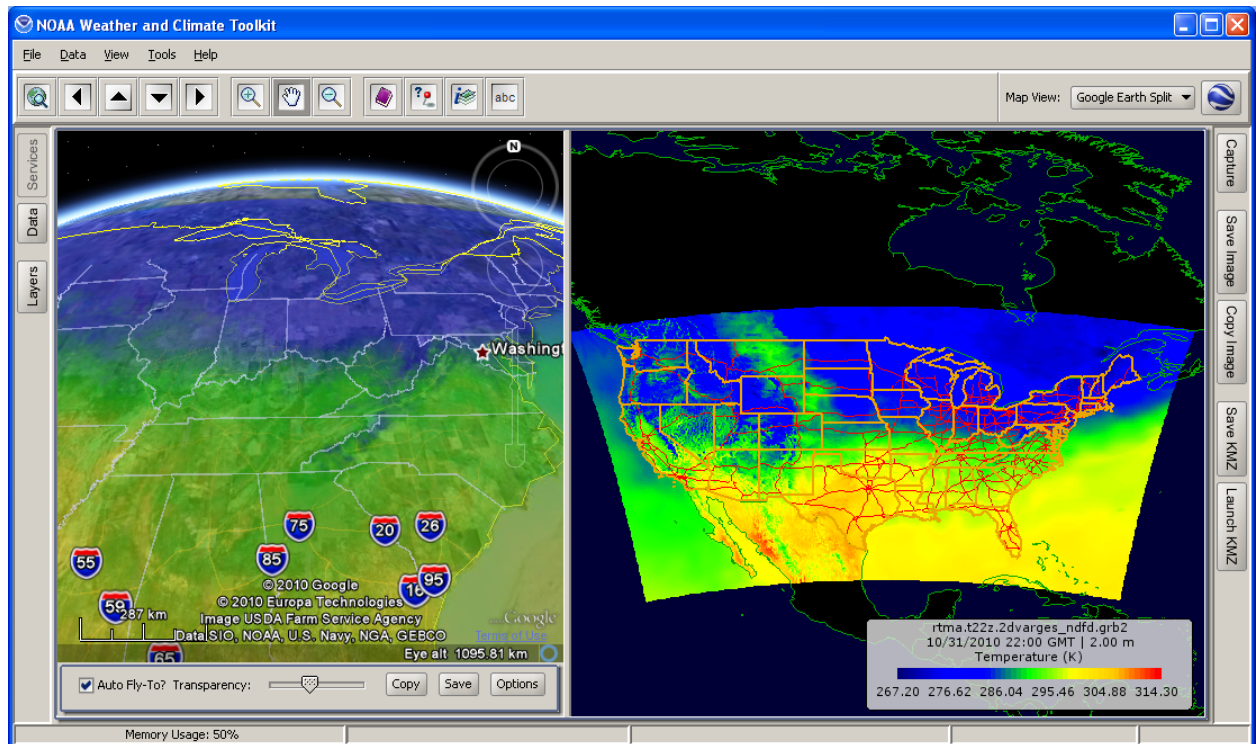 NOAA Weather and Climate Toolkit
File Data View Tools Help
abc
Map View: Google Earth Split
Services
Data
Layers
N
Washingt
75
20
26
55
85
95
16
59
65
287 km
©2010 Google
© 2010 Europa Technologies
Image USDA Farm Service Agency
Data SIO, NOAA, U.S. Navy, NGA, GEBCO
Google
Terms of Use
Eye alt 1095.81 km
Auto Fly-To? Transparency: Copy Save Options
rtma.t22z.2dvarges_ndfd.grb2
10/31/2010 22:00 GMT | 2.00 m
Temperature (K)
267.20 276.62 286.04 295.46 304.88 314.30
Capture
Save Image
Copy Image
Save KMZ
Launch KMZ
Memory Usage: 50%